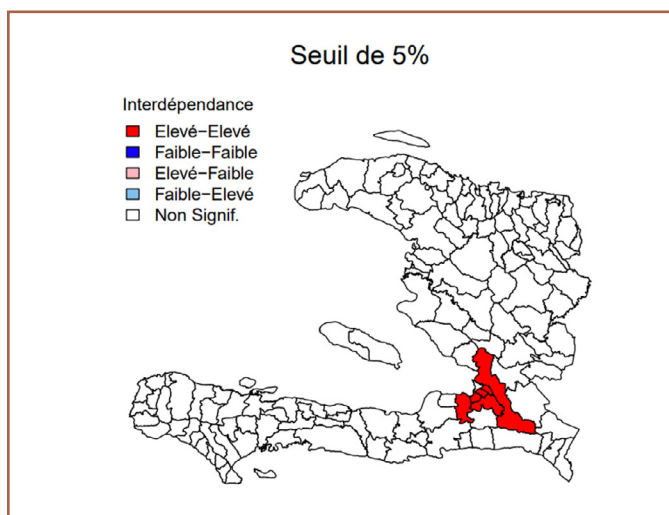 Seuil de 5%
Interdépendance
Elevé−Elevé
Faible−Faible
Elevé−Faible
Faible−Elevé
Non Signif.